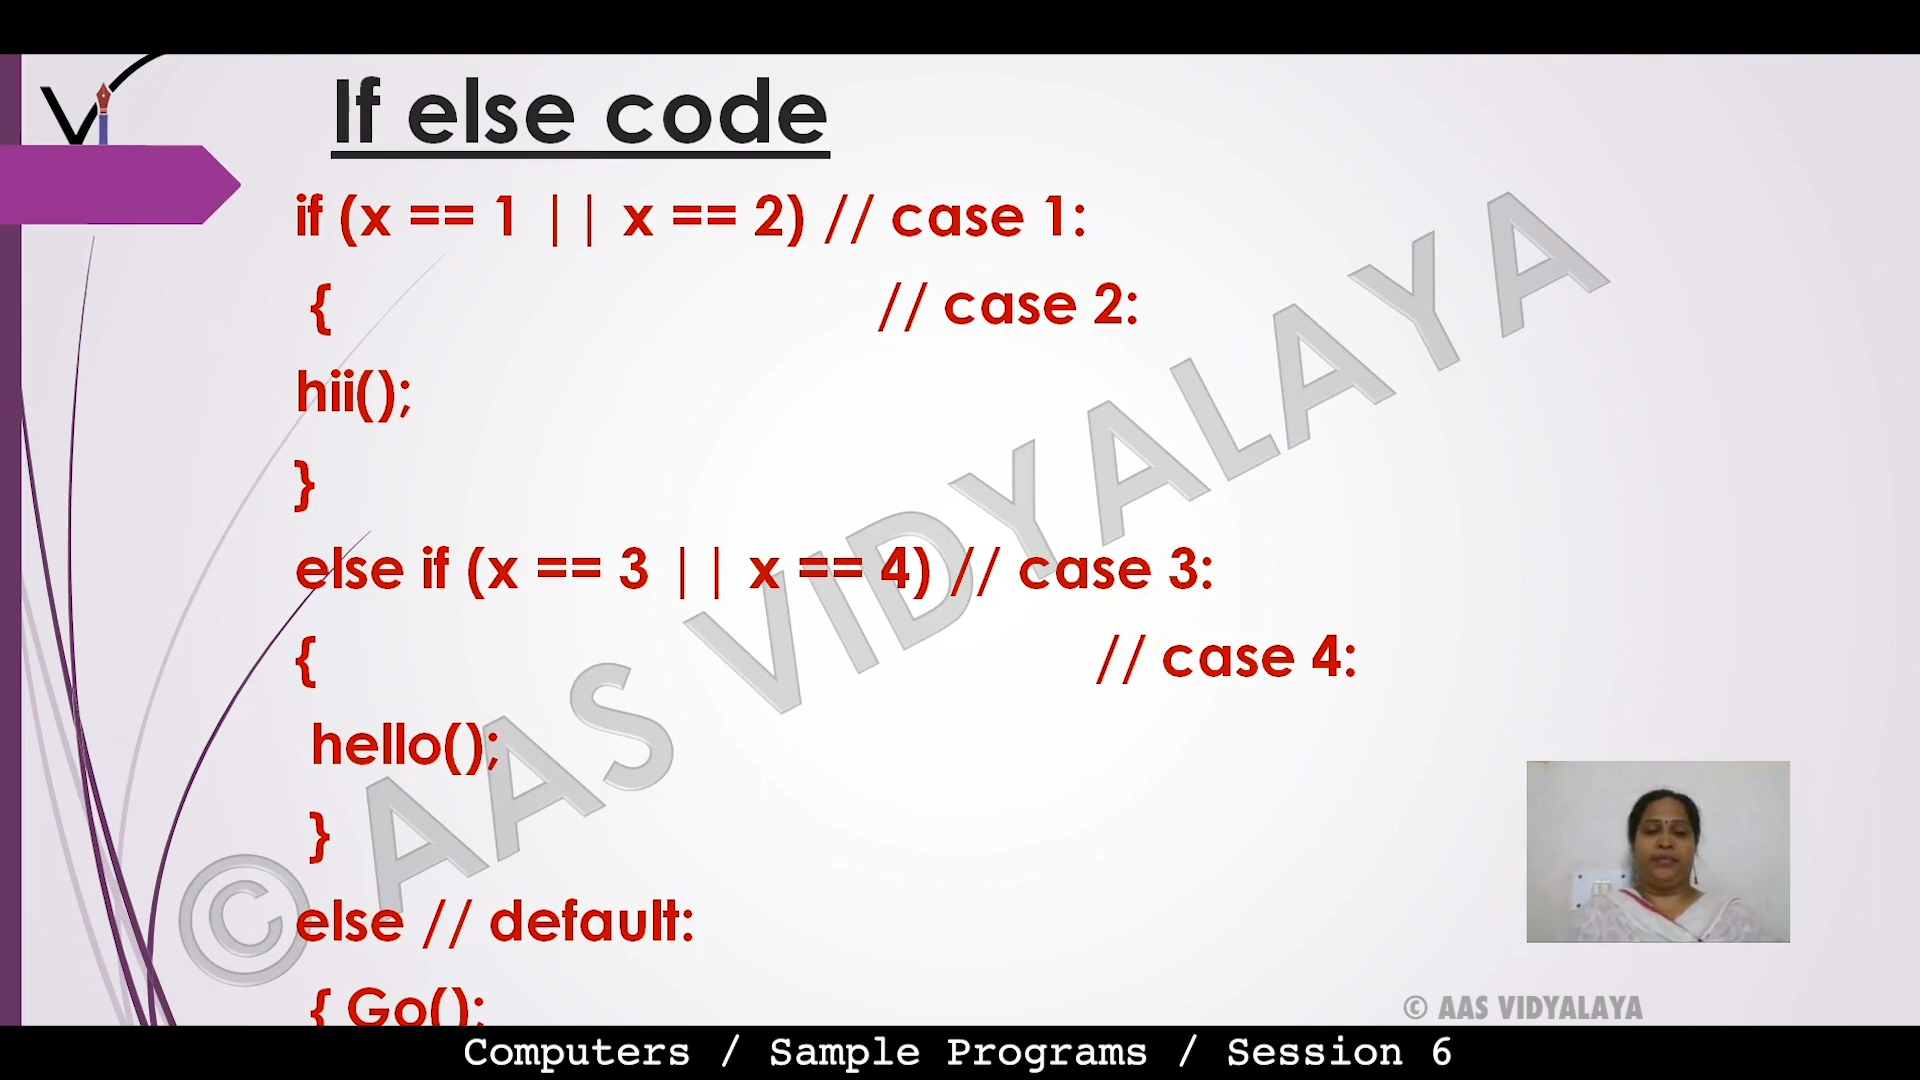 Vi
If else code
if (x == 1 || x == 2) // case 1:
{ // case 2:
hii();
}
else if (x == 3 || x == 4) // case 3:
{ // case 4:
hello();
}
else // default:
{ Go();
© AAS VIDYALAYA
© AAS VIDYALAYA
Computers / Sample Programs / Session 6